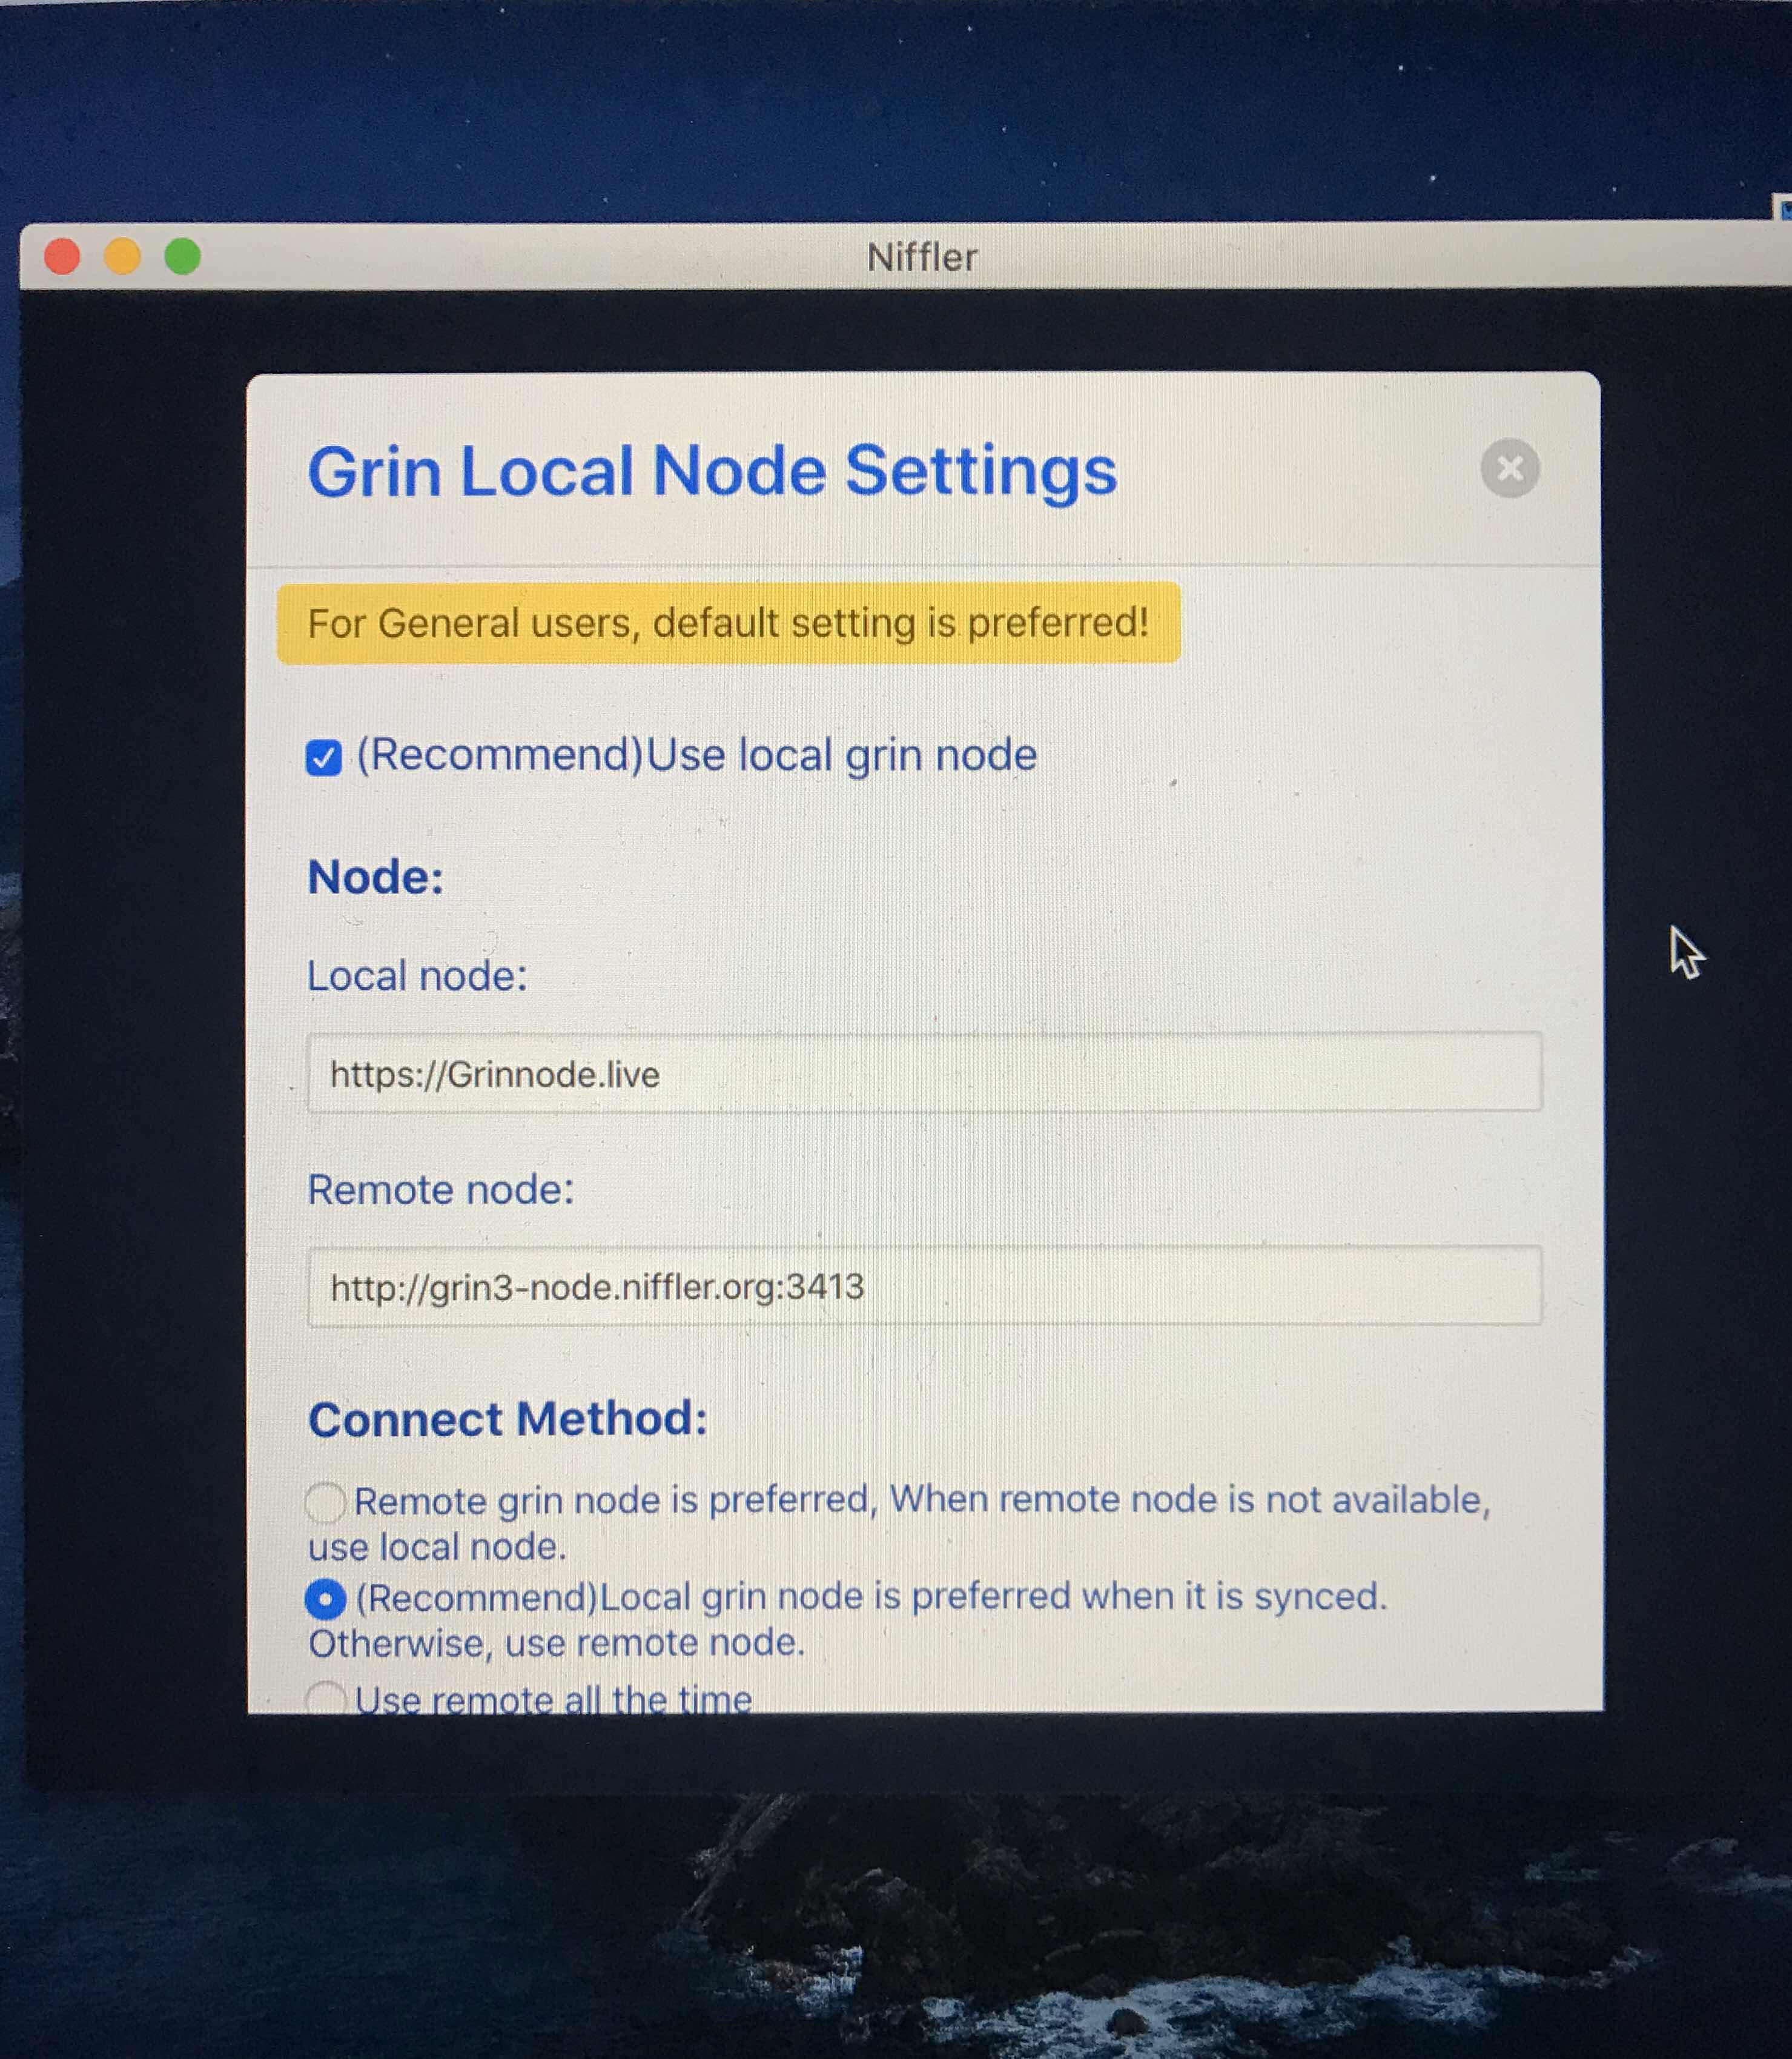 Niffler
Grin Local Node Settings
For General users, default setting is preferred!
(Recommend)Use local grin node
Node:
Local node:
https://Grinnode.live
Remote node:
http://grin3-node.niffler.org:3413
Connect Method:
Remote grin node is preferred, When remote node is not available,
use local node.
(Recommend)Local grin node is preferred when it is synced.
Otherwise, use remote node.
Use remote all the time